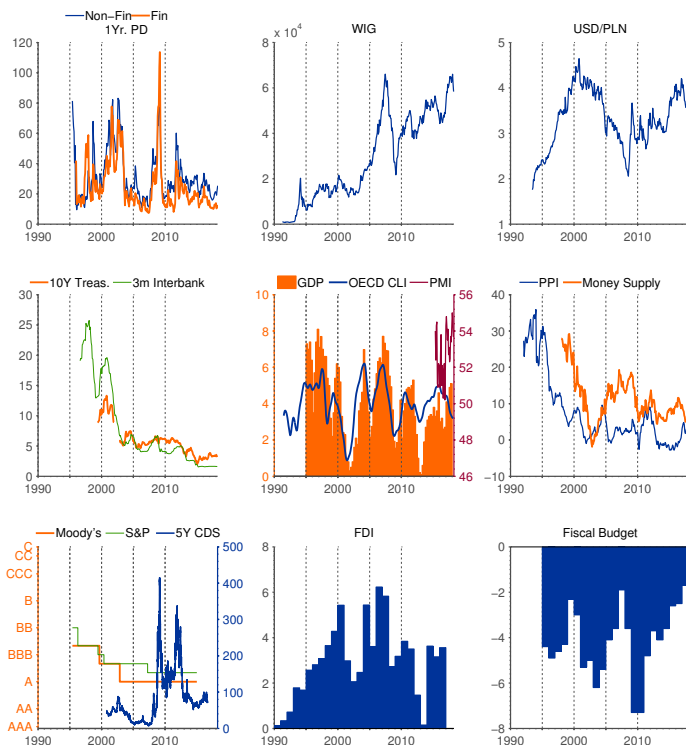 Non−Fin Fin
1Yr. PD
120
100
80
60
40
20
0
1990 2000 2010
WIG
8 x 10^4
6
4
2
0
1990 2000 2010
USD/PLN
5
4
3
2
1
1990 2000 2010
10Y Treas. 3m Interbank
30
25
20
15
10
5
0
1990 2000 2010
GDP OECD CLI PMI
10 56
8 54
6 52
4 50
2 48
0 46
1990 2000 2010
PPI Money Supply
40
30
20
10
0
−10
1990 2000 2010
Moody's S&P 5Y CDS
C 500
CC
CCC
400
B
300
BB
BBB 200
A
100
AA
AAA 0
1990 2000 2010
FDI
8
6
4
2
0
1990 2000 2010
Fiscal Budget
0
−2
−4
−6
−8
1990 2000 2010